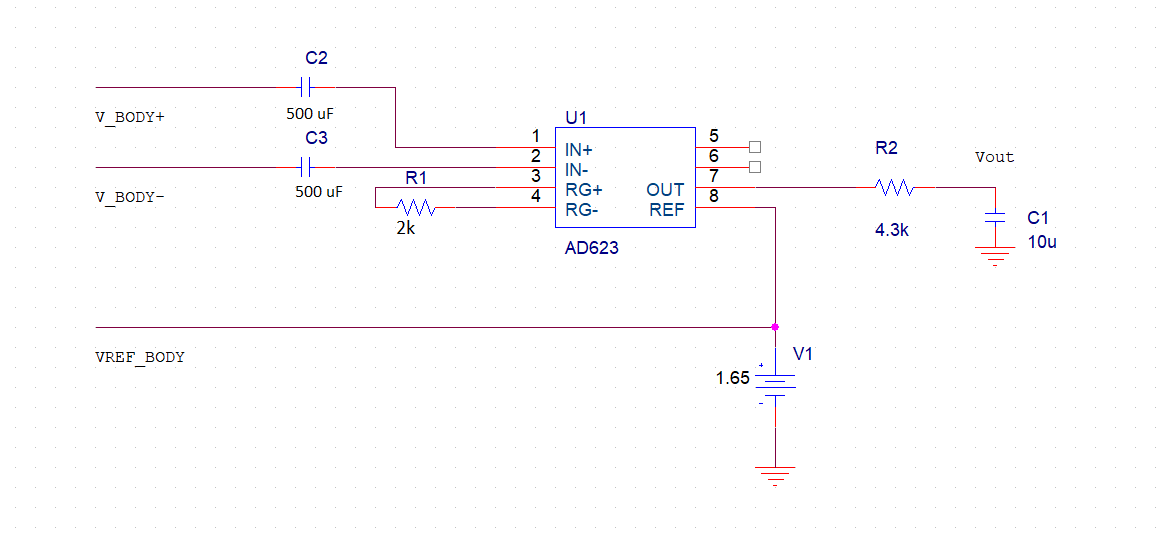 C2
500 uF
V_BODY+
C3
500 uF
V_BODY-
R1
2k
U1
1
2
3
4
IN+
IN-
RG+
RG-
OUT
REF
5
6
7
8
AD623
R2
4.3k
Vout
C1
10u
VREF_BODY
V1
+
1.65
-